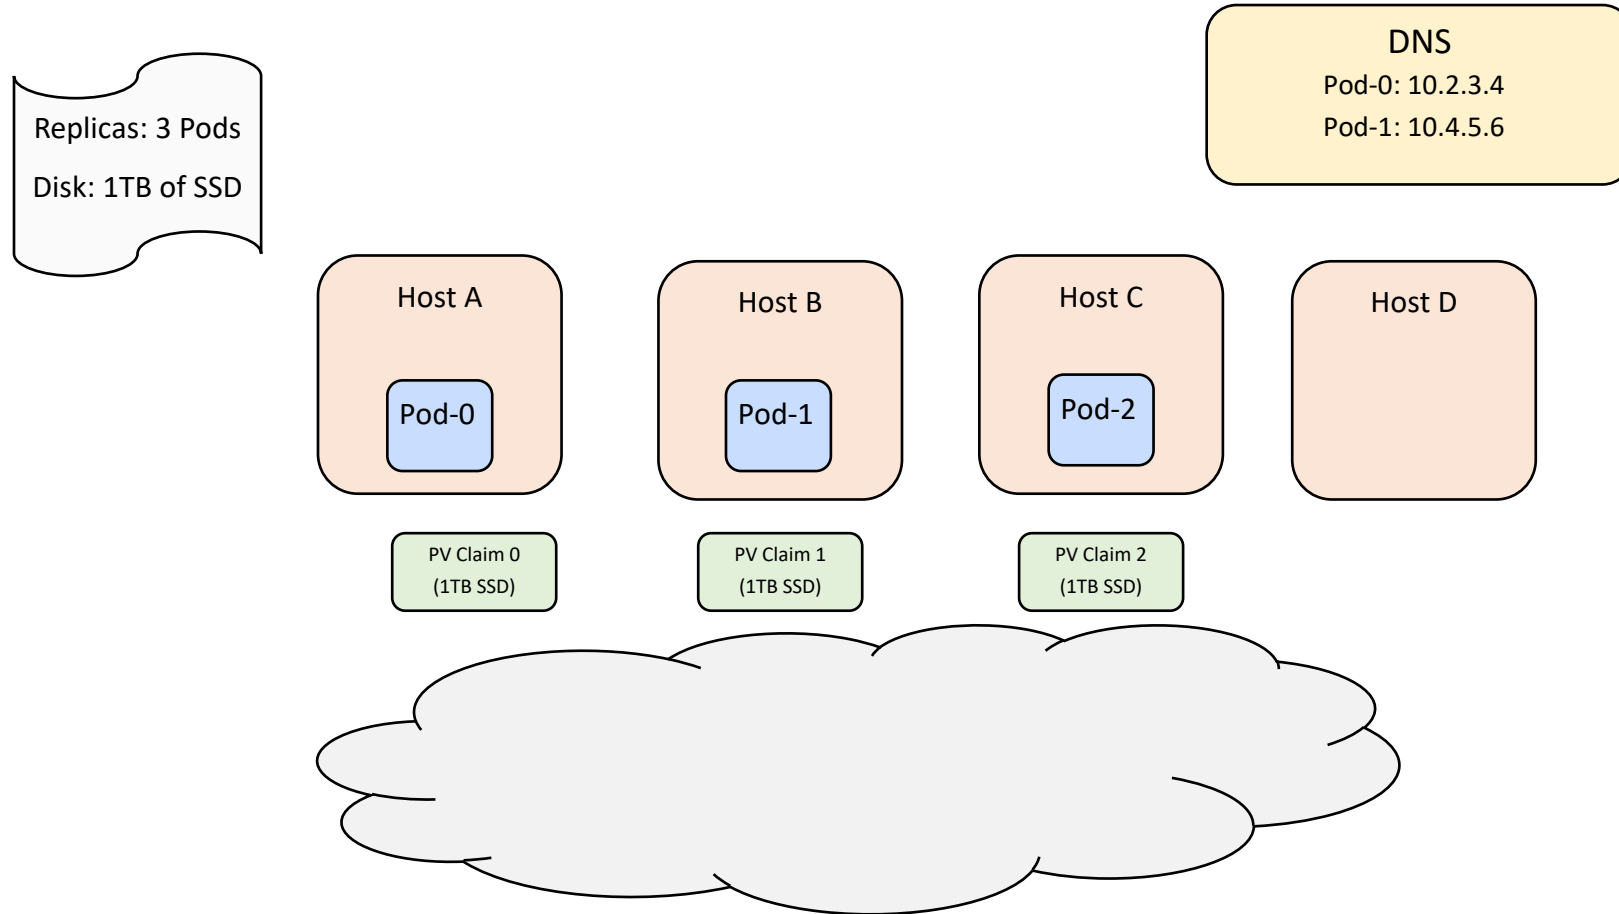 DNS
Pod-0: 10.2.3.4
Pod-1: 10.4.5.6
Replicas: 3 Pods
Disk: 1TB of SSD
Host A
Host B
Host C
Host D
Pod-0
Pod-1
Pod-2
PV Claim 0
(1TB SSD)
PV Claim 1
(1TB SSD)
PV Claim 2
(1TB SSD)